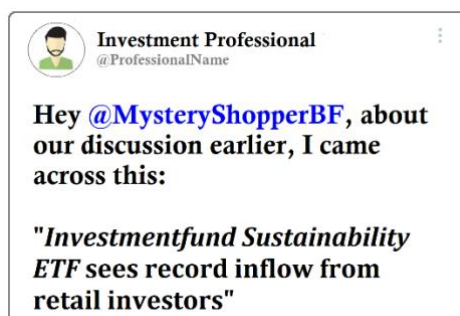 Investment Professional
@ProfessionalName
Hey @MysteryShopperBF, about
our discussion earlier, I came
across this:
"Investmentfund Sustainability
ETF sees record inflow from
retail investors"